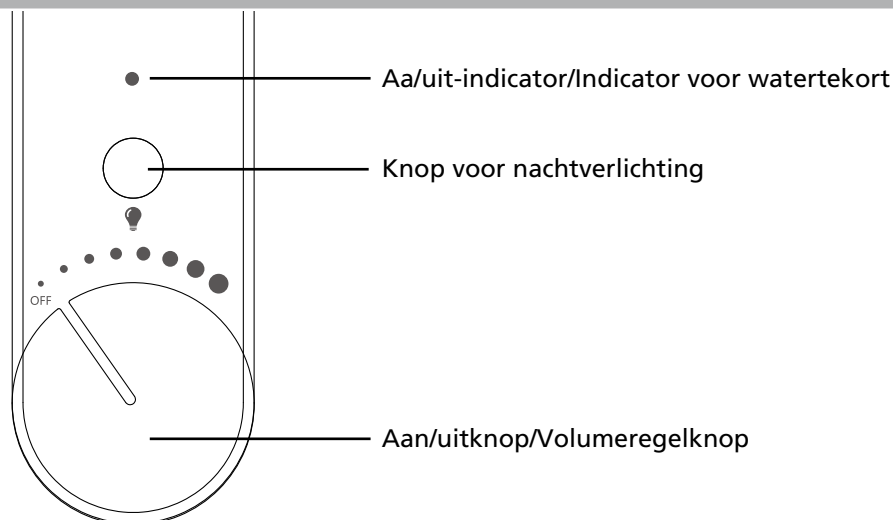 Aa/uit-indicator/Indicator voor watertekort
Knop voor nachtverlichting
OFF
Aan/uitknop/Volumeregelknop